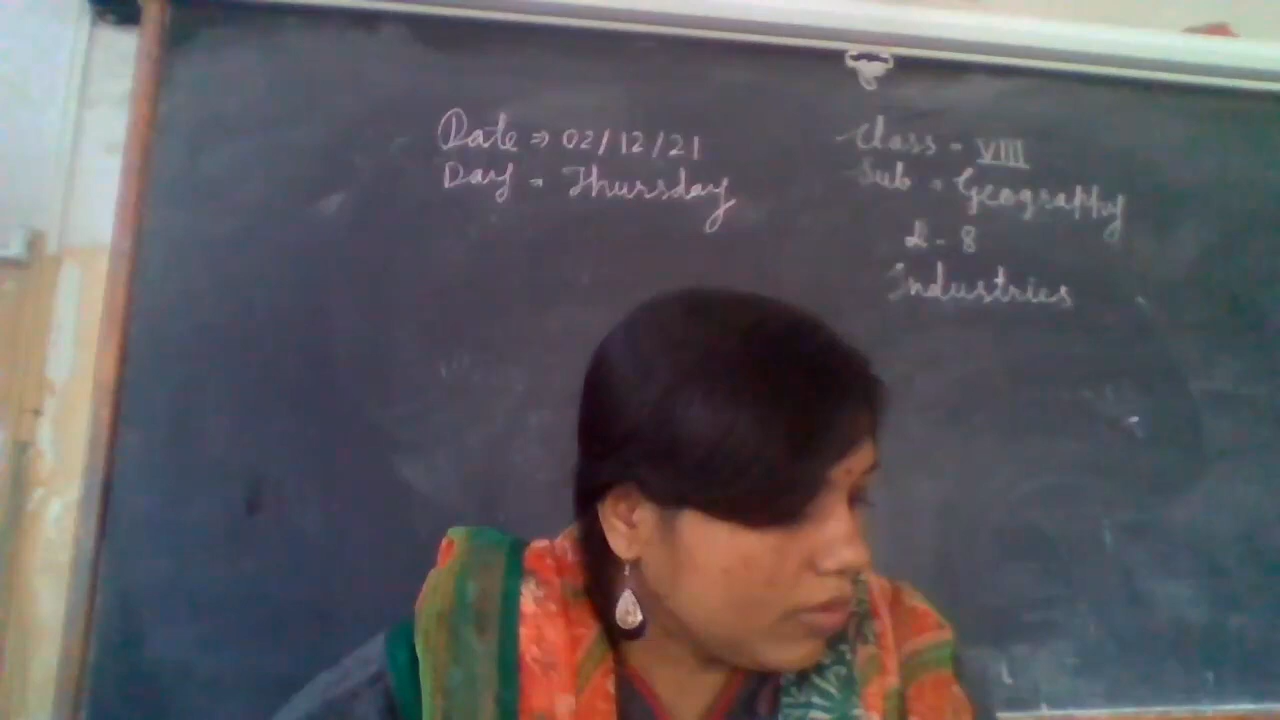 Date ⇒ 02/12/21
Day = Thursday
Class - VIII
Sub = Geography
L - 8
Industries